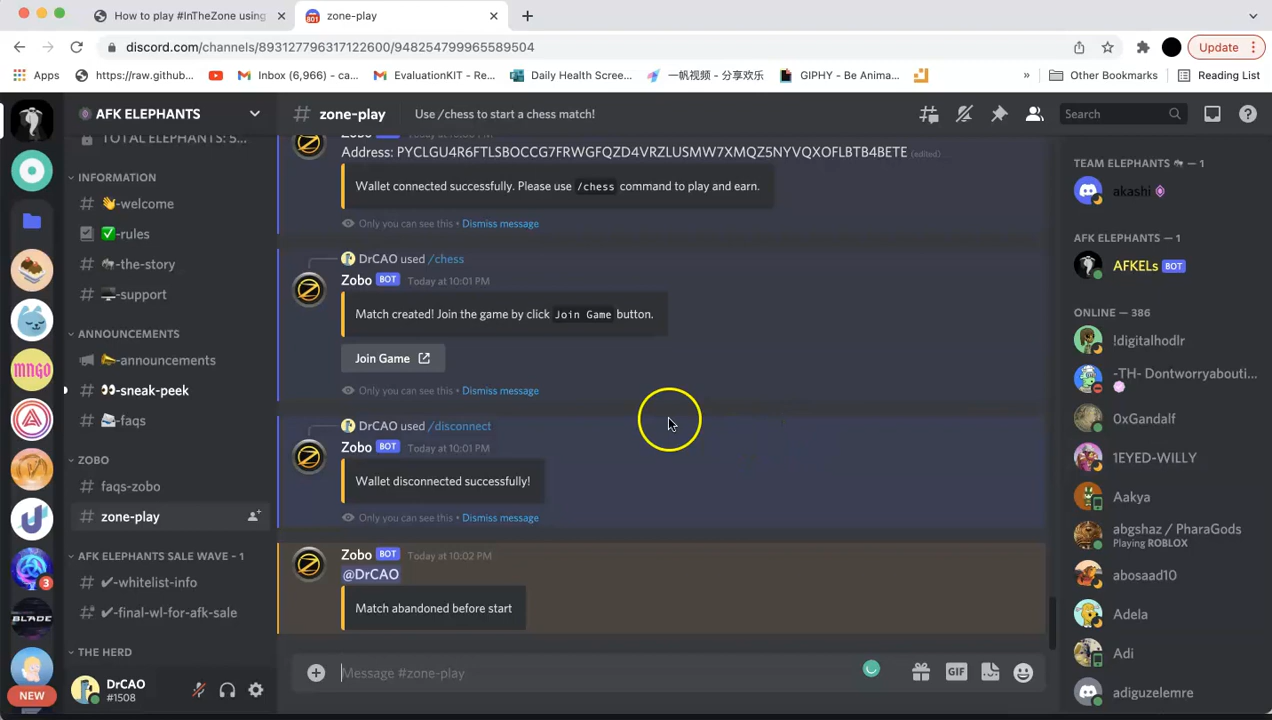 How to play #InTheZone using
zone-play
discord.com/channels/893127796317122600/948254799965589504
Update
Apps
https://raw.github...
Inbox (6,966) - ca...
EvaluationKIT - Re...
Daily Health Scree...
一帆视频 - 分享欢乐
GIPHY - Be Anima...
»
Other Bookmarks
Reading List
AFK ELEPHANTS
# zone-play
Use /chess to start a chess match!
Search
TOTAL ELEPHANTS: 5...
INFORMATION
-welcome
-rules
-the-story
-support
ANNOUNCEMENTS
-announcements
-sneak-peek
-faqs
ZOBO
faqs-zobo
zone-play
AFK ELEPHANTS SALE WAVE - 1
-whitelist-info
-final-wl-for-afk-sale
THE HERD
MNGO
3
BLADE
NEW
DrCAO
#1508
Zobo BOT
Address: PYCLGU4R6FTLSBOCCG7FRWGFQZD4VRZLUSMW7XMQZ5NYVQXOFLBTB4BETE (edited)
Wallet connected successfully. Please use /chess command to play and earn.
Only you can see this • Dismiss message
DrCAO used /chess
Zobo BOT Today at 10:01 PM
Match created! Join the game by click Join Game button.
Join Game
Only you can see this • Dismiss message
DrCAO used /disconnect
Zobo BOT Today at 10:01 PM
Wallet disconnected successfully!
Only you can see this • Dismiss message
Zobo BOT Today at 10:02 PM
@DrCAO
Match abandoned before start
Message #zone-play
GIF
TEAM ELEPHANTS — 1
akashi
AFK ELEPHANTS — 1
AFKELs BOT
ONLINE — 386
!digitalhodlr
-TH- Dontworryabouti...
0xGandalf
1EYED-WILLY
Aakya
abgshaz / PharaGods
Playing ROBLOX
abosaad10
Adela
Adi
adiguzelemre